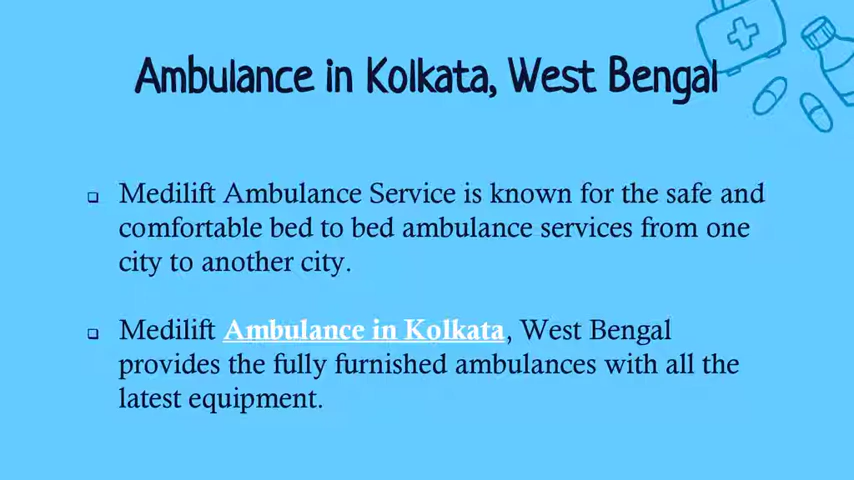 Ambulance in Kolkata, West Bengal
Medilift Ambulance Service is known for the safe and
comfortable bed to bed ambulance services from one
city to another city.
Medilift Ambulance in Kolkata, West Bengal
provides the fully furnished ambulances with all the
latest equipment.